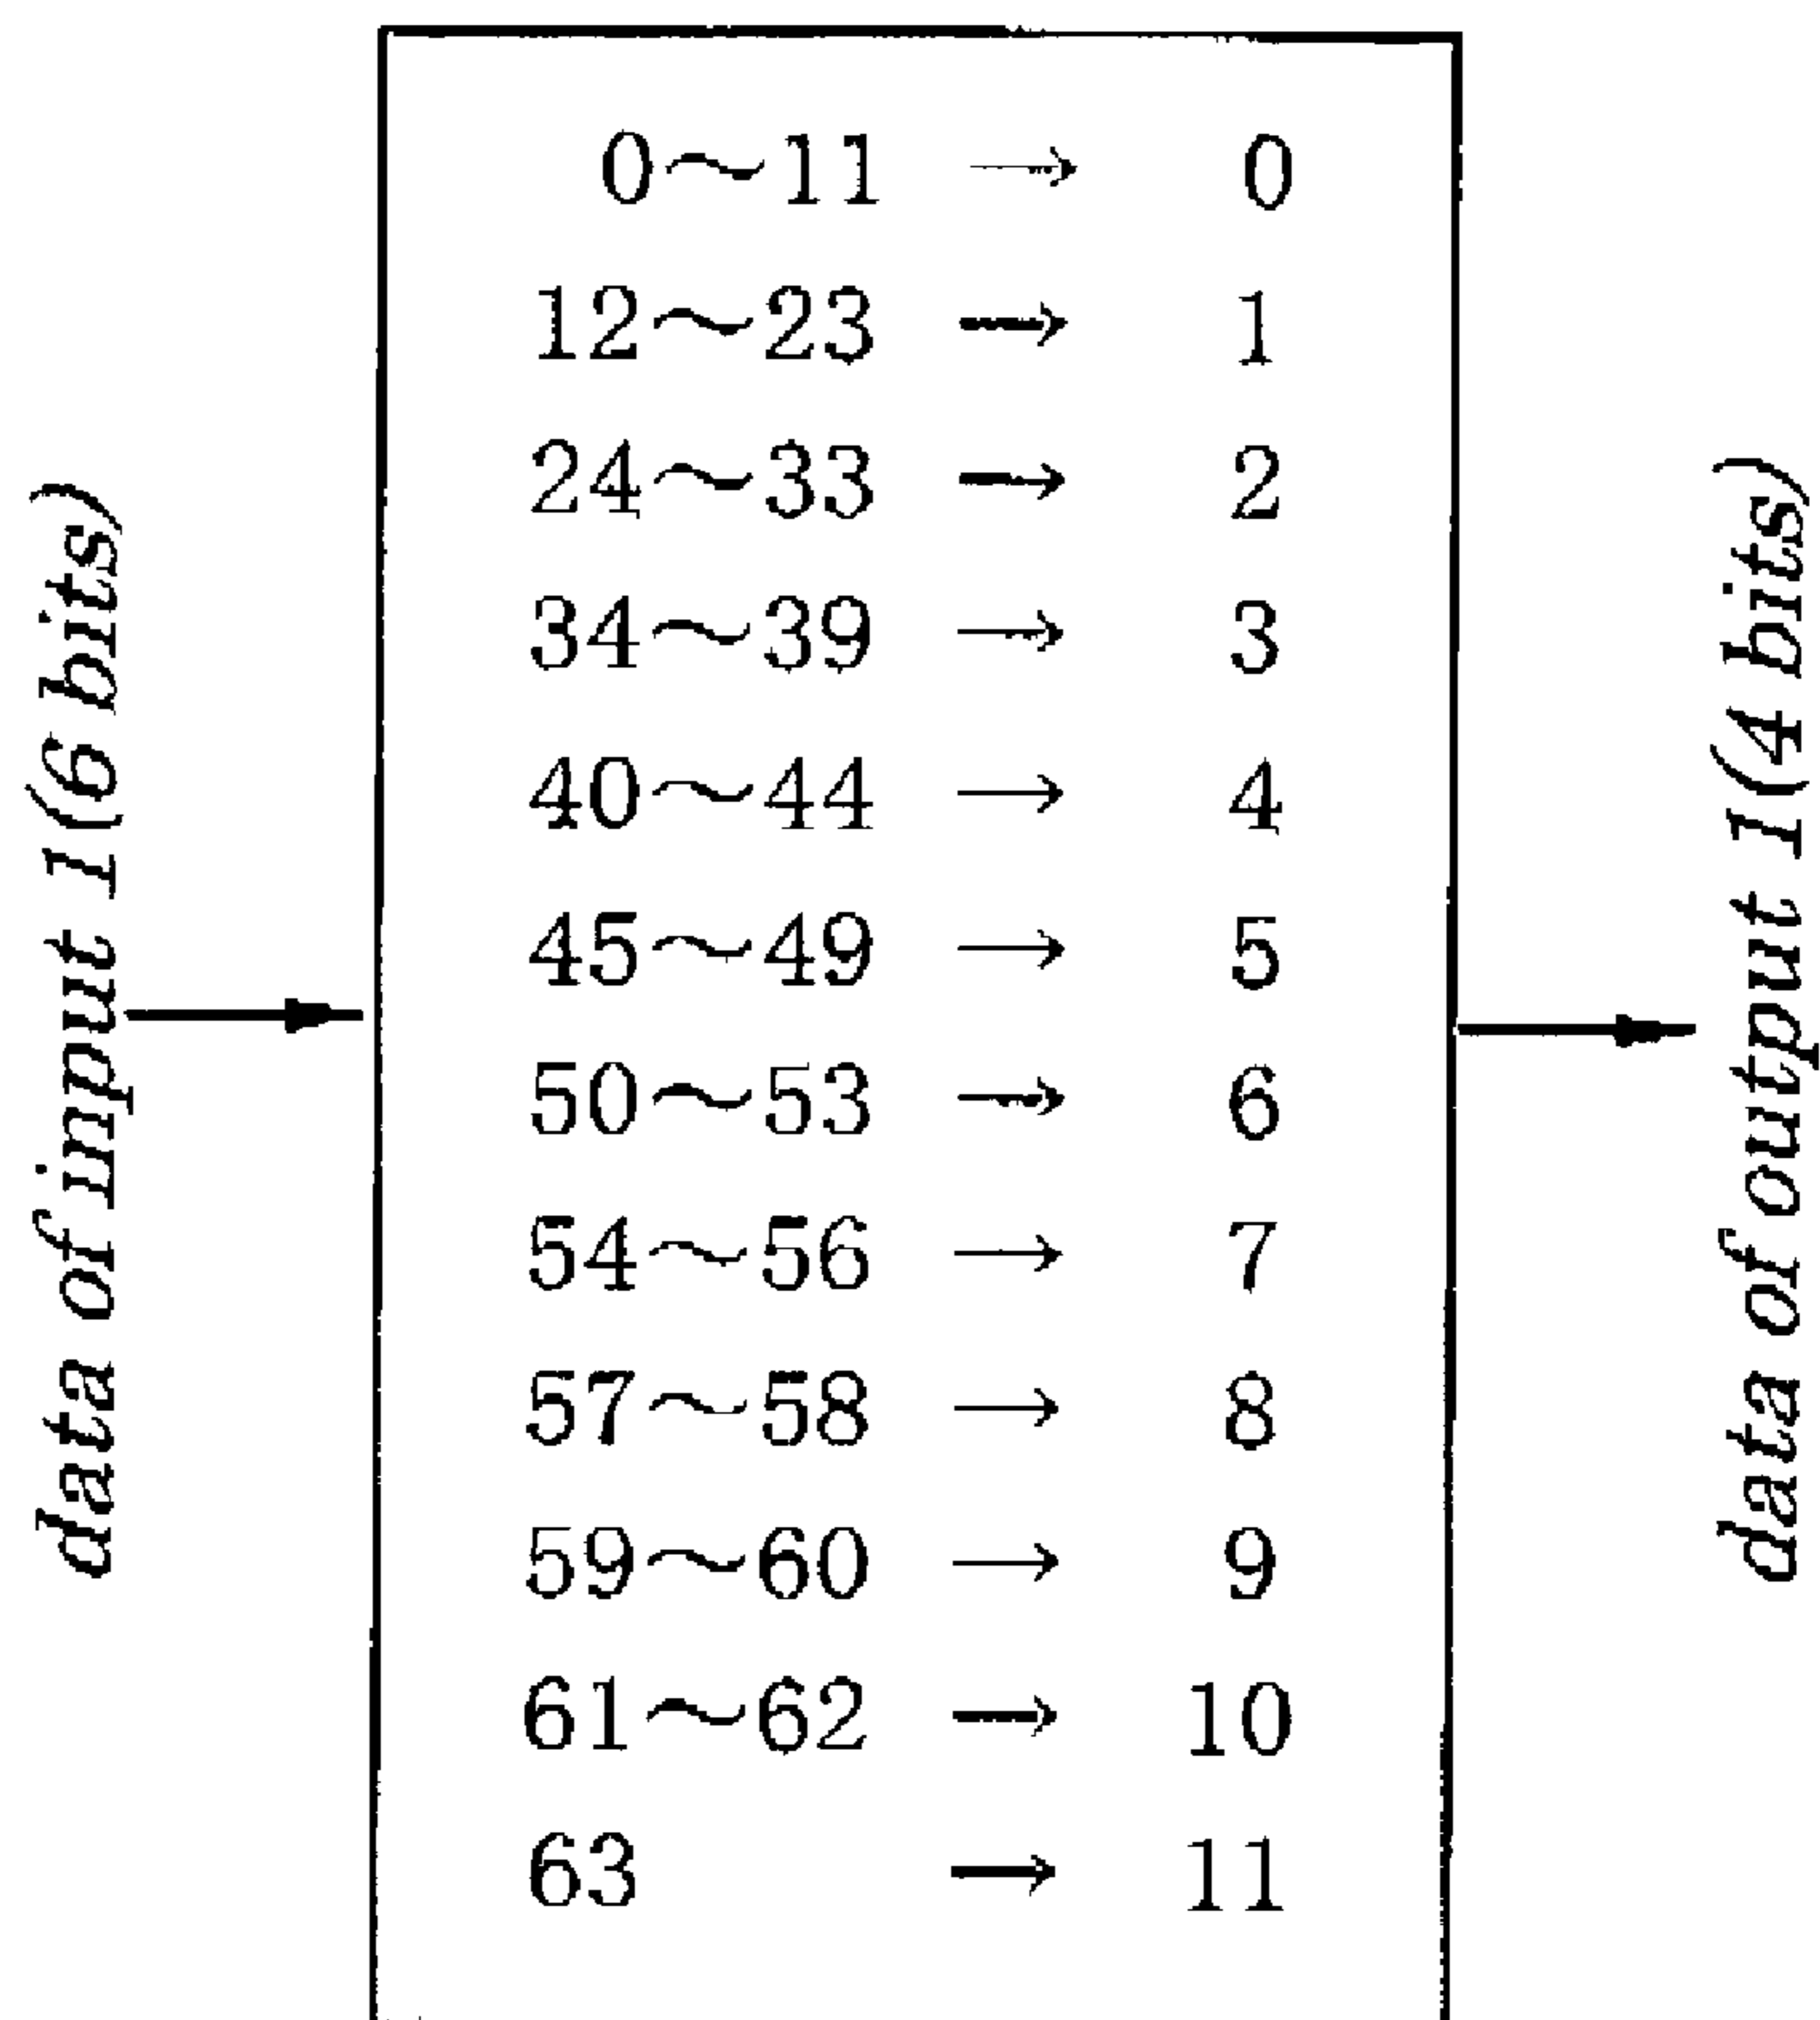 data of input I(6 bits)
0～11 → 0
12～23 → 1
24～33 → 2
34～39 → 3
40～44 → 4
45～49 → 5
50～53 → 6
54～56 → 7
57～58 → 8
59～60 → 9
61～62 → 10
63 → 11
data of output I(4 bits)